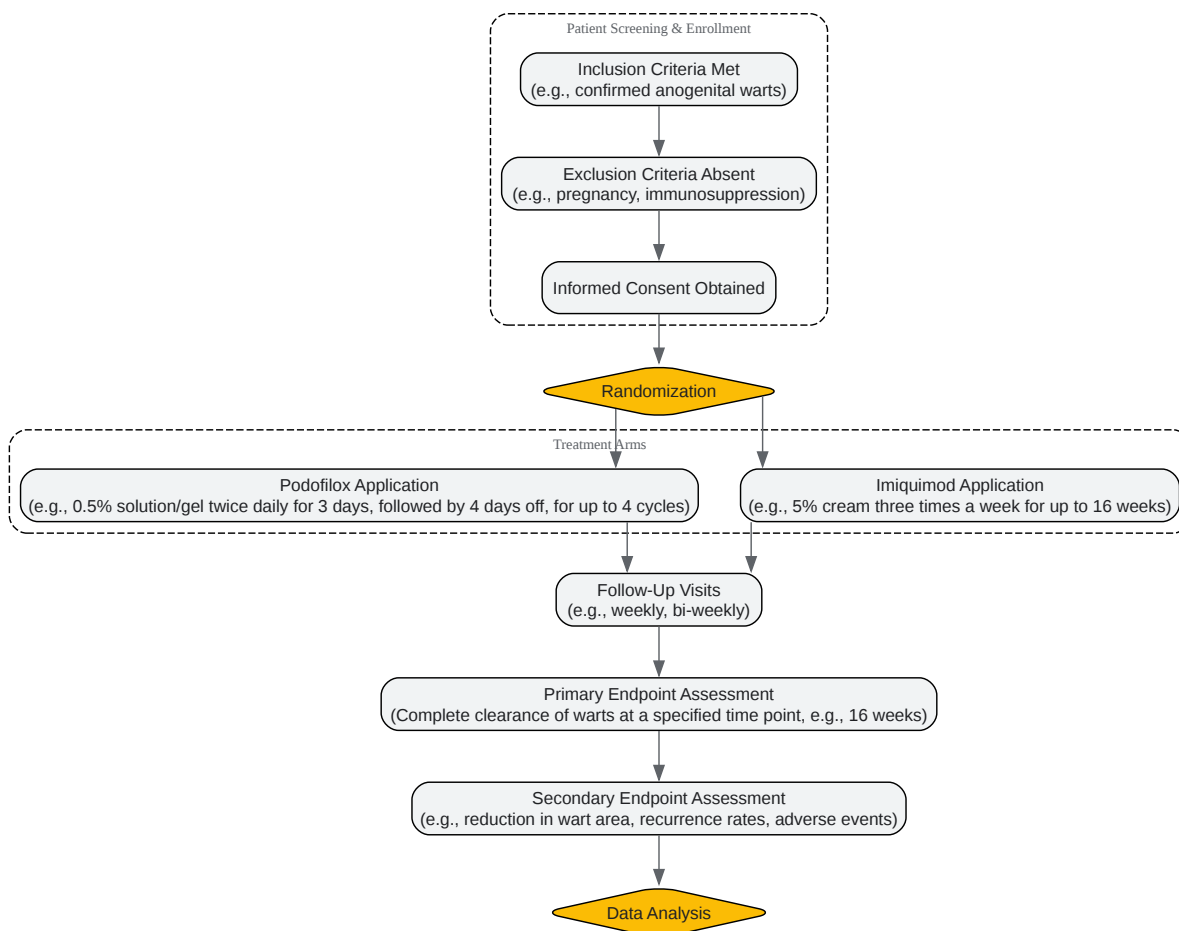 Patient Screening & Enrollment
Inclusion Criteria Met
(e.g., confirmed anogenital warts)
Exclusion Criteria Absent
(e.g., pregnancy, immunosuppression)
Informed Consent Obtained
Randomization
Treatment Arms
Podofilox Application
(e.g., 0.5% solution/gel twice daily for 3 days, followed by 4 days off, for up to 4 cycles)
Imiquimod Application
(e.g., 5% cream three times a week for up to 16 weeks)
Follow-Up Visits
(e.g., weekly, bi-weekly)
Primary Endpoint Assessment
(Complete clearance of warts at a specified time point, e.g., 16 weeks)
Secondary Endpoint Assessment
(e.g., reduction in wart area, recurrence rates, adverse events)
Data Analysis